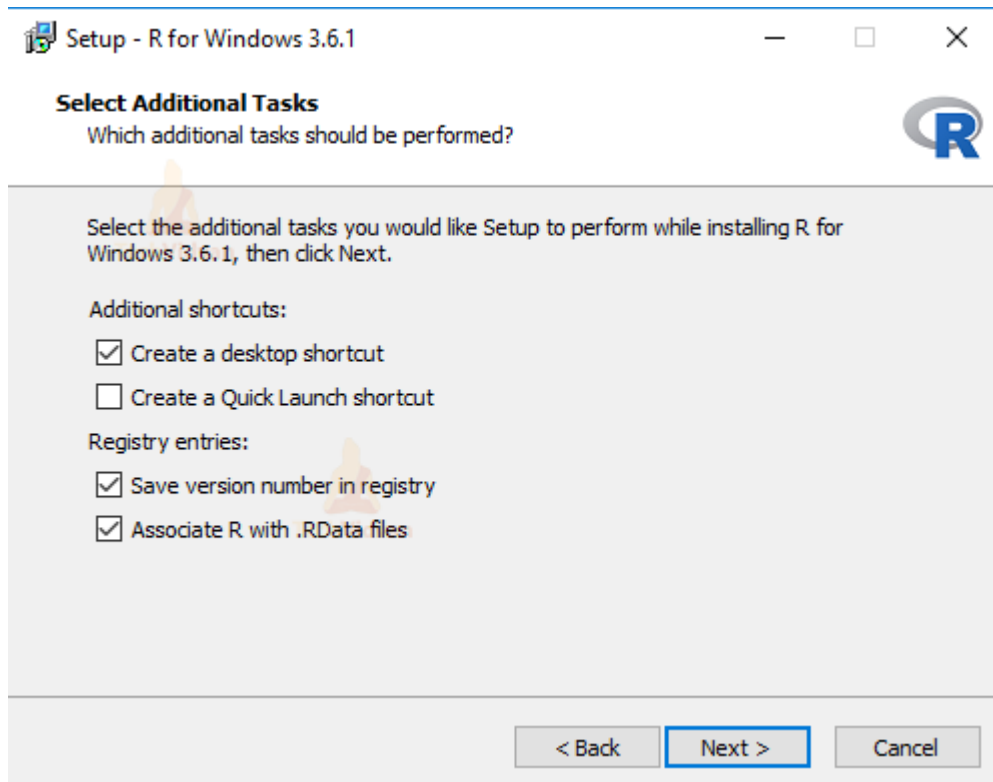 Setup - R for Windows 3.6.1
Select Additional Tasks
Which additional tasks should be performed?
R
Select the additional tasks you would like Setup to perform while installing R for
Windows 3.6.1, then click Next.
Additional shortcuts:
Create a desktop shortcut
Create a Quick Launch shortcut
Registry entries:
Save version number in registry
Associate R with .RData files
< Back
Next >
Cancel